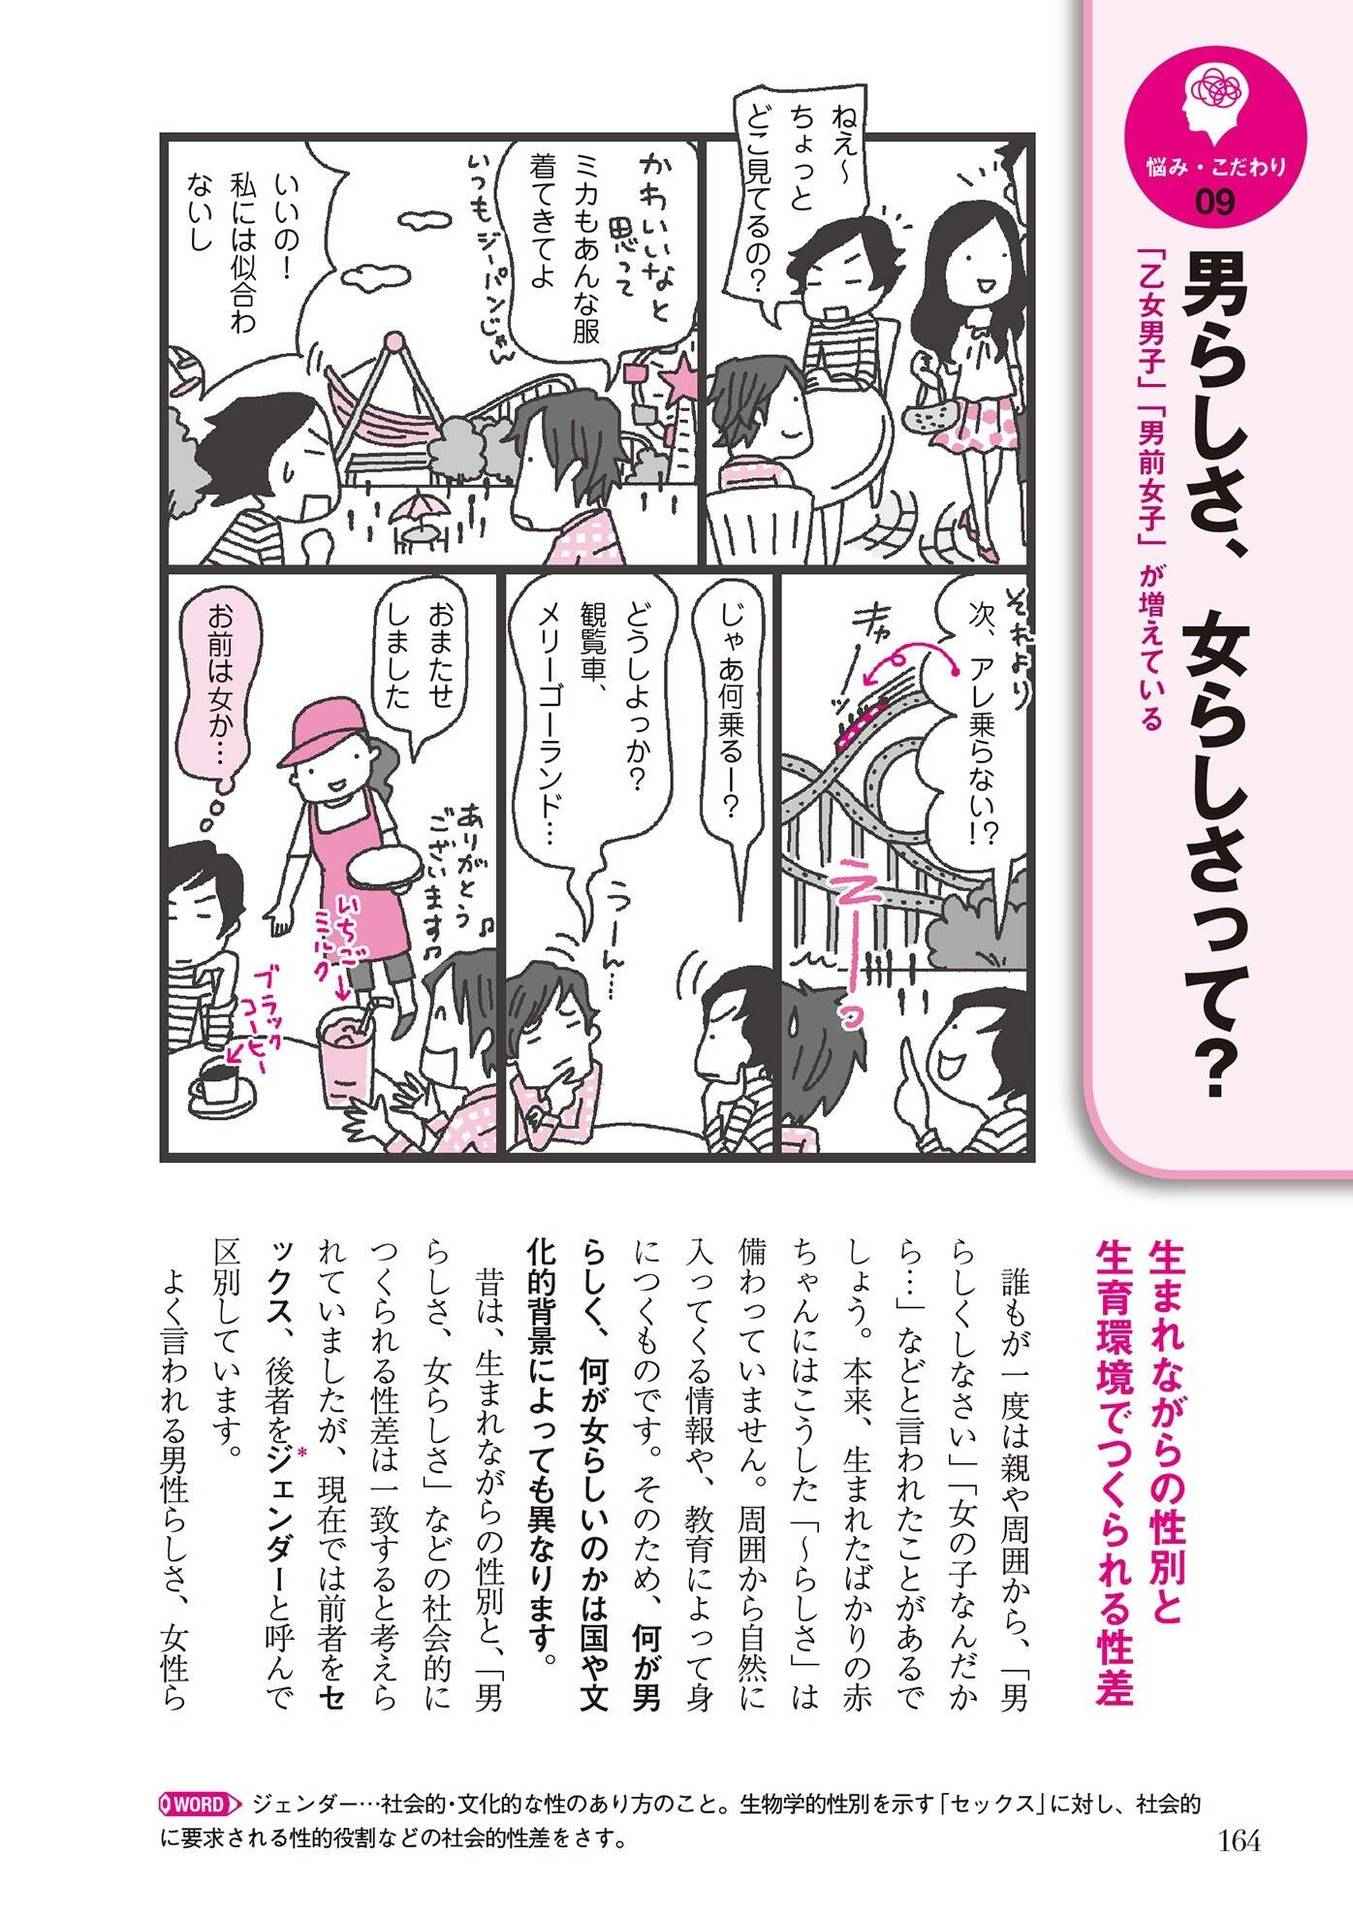 悩み・こだわり
09
男らしさ、女らしさって？
「乙女男子」「男前女子」が増えている
ねえ〜
ちょっと
どこ見てるの？
かわいいなと
思って
ミカもあんな服
着てきてよ
いつもジーパンじゃん
いいの！
私には似合わ
ないし
それより
次、アレ乗らない!?
キャーッ
えーっ
じゃあ何乗るー？
どうしよっか？
観覧車、
メリーゴーランド…
うーん…
おまたせ
しました
ありがとう
ございます♪
いちご
ミルク
ブラック
コーヒー
お前は女か…
生まれながらの性別と
生育環境でつくられる性差
誰もが一度は親や周囲から、「男
らしくしなさい」「女の子なんだか
ら…」などと言われたことがあるで
しょう。本来、生まれたばかりの赤
ちゃんにはこうした「〜らしさ」は
備わっていません。周囲から自然に
入ってくる情報や、教育によって身
につくものです。そのため、何が男
らしく、何が女らしいのかは国や文
化的背景によっても異なります。
昔は、生まれながらの性別と、「男
らしさ、女らしさ」などの社会的に
つくられる性差は一致すると考えら
れていましたが、現在では前者をセ
ックス、後者をジェンダー*と呼んで
区別しています。
よく言われる男性らしさ、女性ら
WORD ジェンダー…社会的・文化的な性のあり方のこと。生物学的性別を示す「セックス」に対し、社会的
に要求される性的役割などの社会的性差をさす。
164